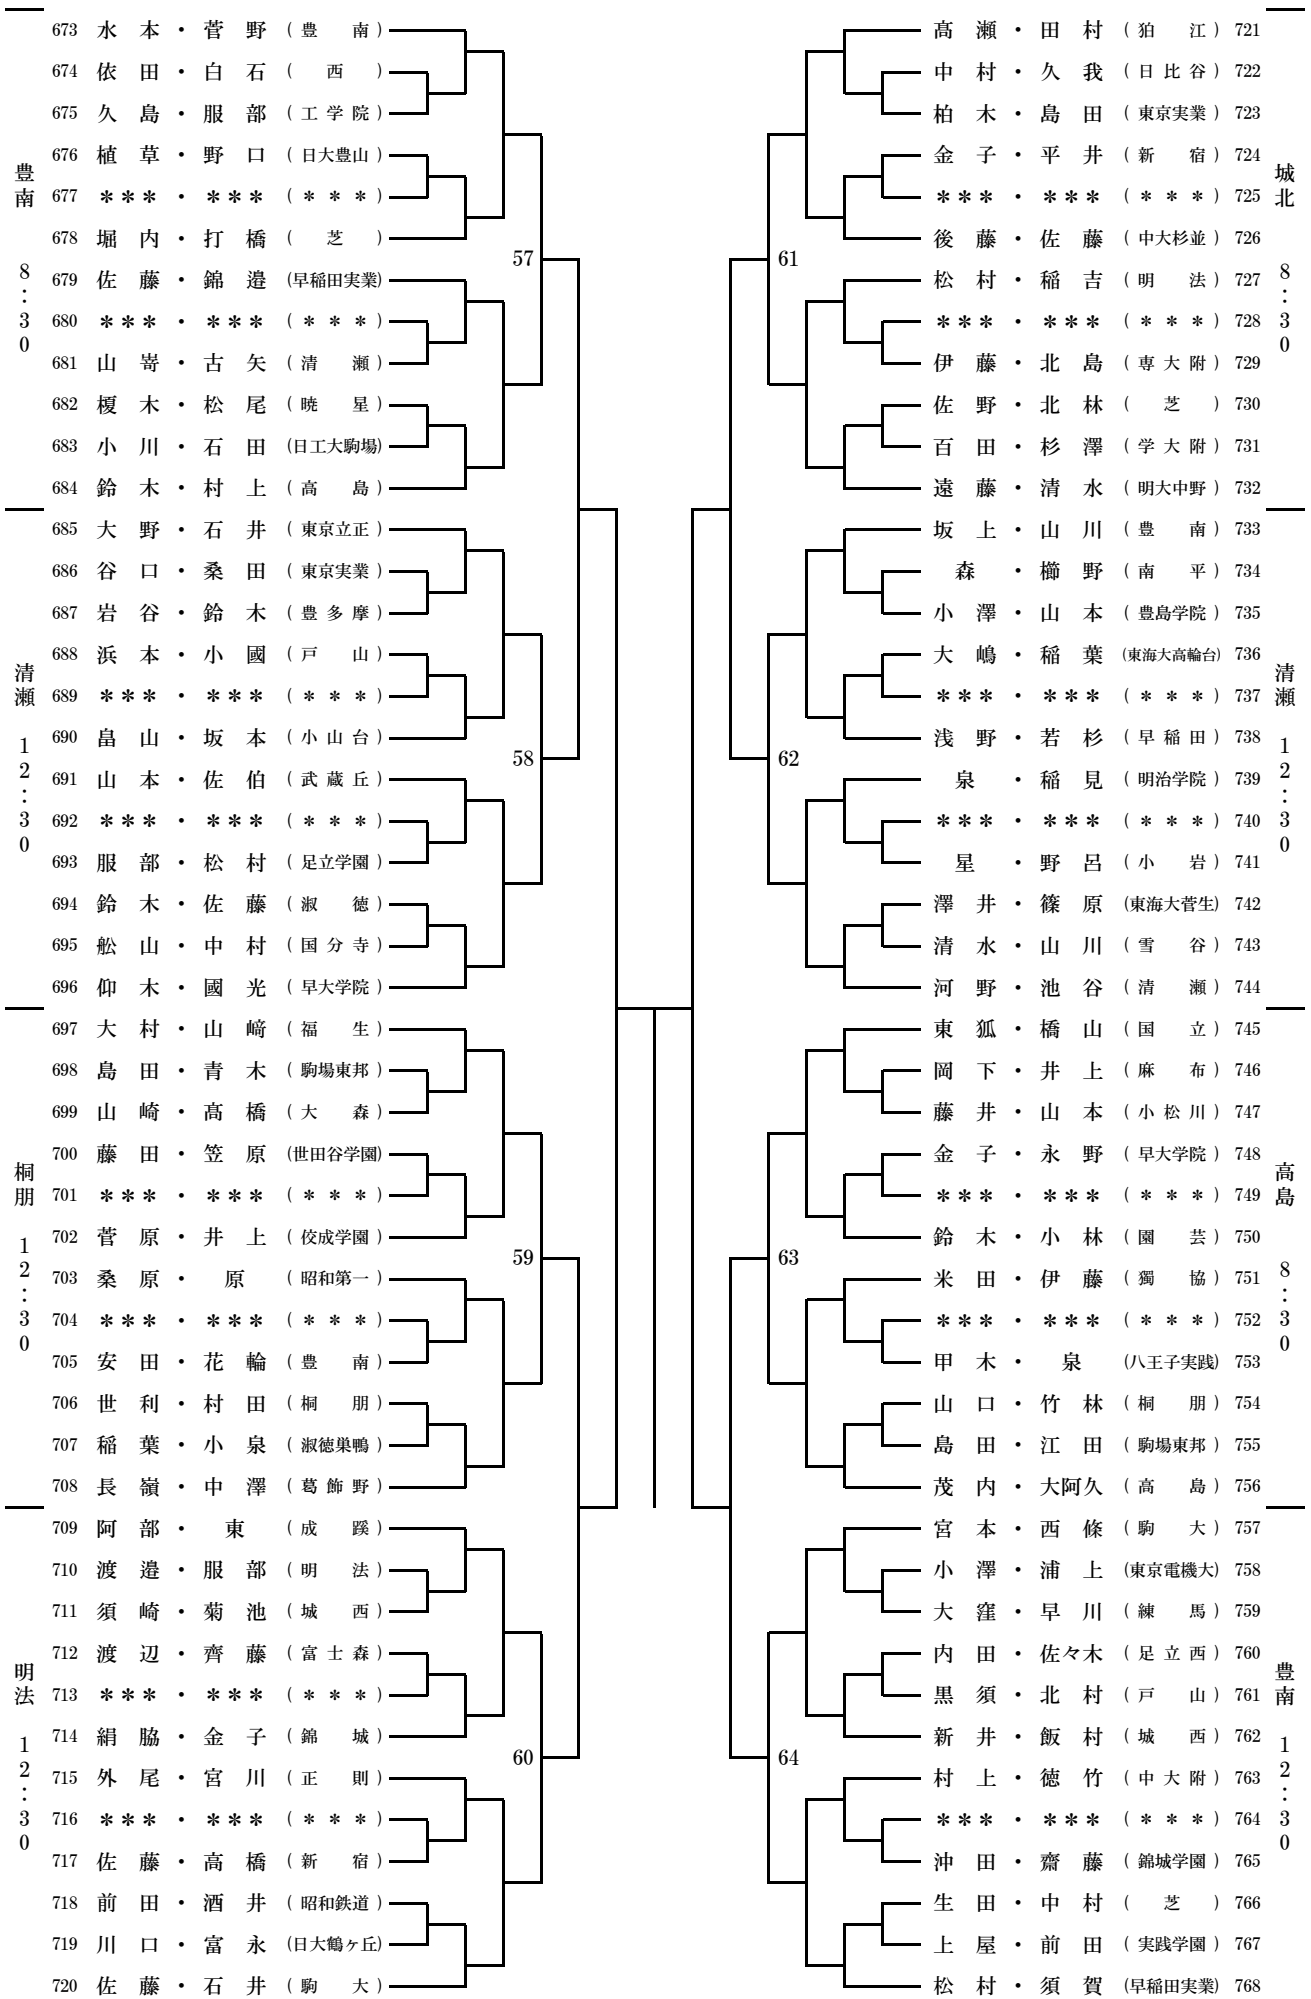 豊南 8:30
673 水本・菅野 (豊南)
674 依田・白石 (西)
675 久島・服部 (工学院)
676 植草・野口 (日大豊山)
677 ***・*** (***)
678 堀内・打橋 (芝)
679 佐藤・錦邉 (早稲田実業)
680 ***・*** (***)
681 山嵜・古矢 (清瀬)
682 榎木・松尾 (暁星)
683 小川・石田 (日工大駒場)
684 鈴木・村上 (高島)
57
清瀬 12:30
685 大野・石井 (東京立正)
686 谷口・桑田 (東京実業)
687 岩谷・鈴木 (豊多摩)
688 浜本・小國 (戸山)
689 ***・*** (***)
690 畠山・坂本 (小山台)
691 山本・佐伯 (武蔵丘)
692 ***・*** (***)
693 服部・松村 (足立学園)
694 鈴木・佐藤 (淑徳)
695 舩山・中村 (国分寺)
696 仰木・國光 (早大学院)
58
桐朋 12:30
697 大村・山﨑 (福生)
698 島田・青木 (駒場東邦)
699 山崎・高橋 (大森)
700 藤田・笠原 (世田谷学園)
701 ***・*** (***)
702 菅原・井上 (佼成学園)
703 桑原・原 (昭和第一)
704 ***・*** (***)
705 安田・花輪 (豊南)
706 世利・村田 (桐朋)
707 稲葉・小泉 (淑徳巣鴨)
708 長嶺・中澤 (葛飾野)
59
明法 12:30
709 阿部・東 (成蹊)
710 渡邉・服部 (明法)
711 須崎・菊池 (城西)
712 渡辺・齊藤 (富士森)
713 ***・*** (***)
714 絹脇・金子 (錦城)
715 外尾・宮川 (正則)
716 ***・*** (***)
717 佐藤・高橋 (新宿)
718 前田・酒井 (昭和鉄道)
719 川口・富永 (日大鶴ヶ丘)
720 佐藤・石井 (駒大)
60
城北 8:30
髙瀬・田村 (狛江) 721
中村・久我 (日比谷) 722
柏木・島田 (東京実業) 723
金子・平井 (新宿) 724
***・*** (***) 725
後藤・佐藤 (中大杉並) 726
松村・稲吉 (明法) 727
***・*** (***) 728
伊藤・北島 (専大附) 729
佐野・北林 (芝) 730
百田・杉澤 (学大附) 731
遠藤・清水 (明大中野) 732
61
清瀬 12:30
坂上・山川 (豊南) 733
森・櫛野 (南平) 734
小澤・山本 (豊島学院) 735
大嶋・稲葉 (東海大高輪台) 736
***・*** (***) 737
浅野・若杉 (早稲田) 738
泉・稲見 (明治学院) 739
***・*** (***) 740
星・野呂 (小岩) 741
澤井・篠原 (東海大菅生) 742
清水・山川 (雪谷) 743
河野・池谷 (清瀬) 744
62
高島 8:30
東狐・橋山 (国立) 745
岡下・井上 (麻布) 746
藤井・山本 (小松川) 747
金子・永野 (早大学院) 748
***・*** (***) 749
鈴木・小林 (園芸) 750
米田・伊藤 (獨協) 751
***・*** (***) 752
甲木・泉 (八王子実践) 753
山口・竹林 (桐朋) 754
島田・江田 (駒場東邦) 755
茂内・大阿久 (高島) 756
63
豊南 12:30
宮本・西條 (駒大) 757
小澤・浦上 (東京電機大) 758
大窪・早川 (練馬) 759
内田・佐々木 (足立西) 760
黒須・北村 (戸山) 761
新井・飯村 (城西) 762
村上・徳竹 (中大附) 763
***・*** (***) 764
沖田・齋藤 (錦城学園) 765
生田・中村 (芝) 766
上屋・前田 (実践学園) 767
松村・須賀 (早稲田実業) 768
64